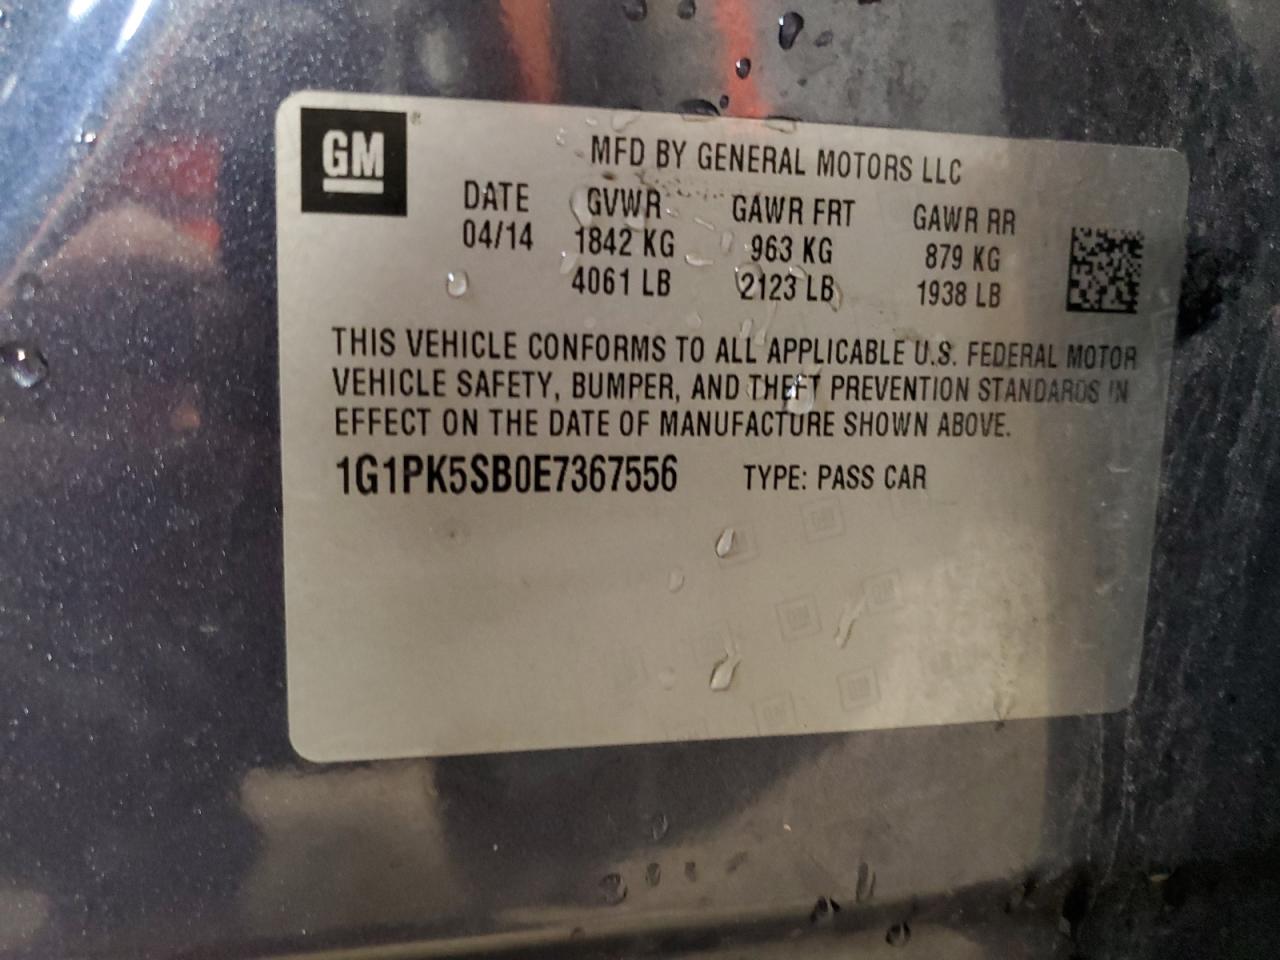 GM
MFD BY GENERAL MOTORS LLC
DATE GVWR GAWR FRT GAWR RR
04/14 1842 KG 963 KG 879 KG
4061 LB 2123 LB 1938 LB
THIS VEHICLE CONFORMS TO ALL APPLICABLE U.S. FEDERAL MOTOR
VEHICLE SAFETY, BUMPER, AND THEFT PREVENTION STANDARDS IN
EFFECT ON THE DATE OF MANUFACTURE SHOWN ABOVE.
1G1PK5SB0E7367556 TYPE: PASS CAR